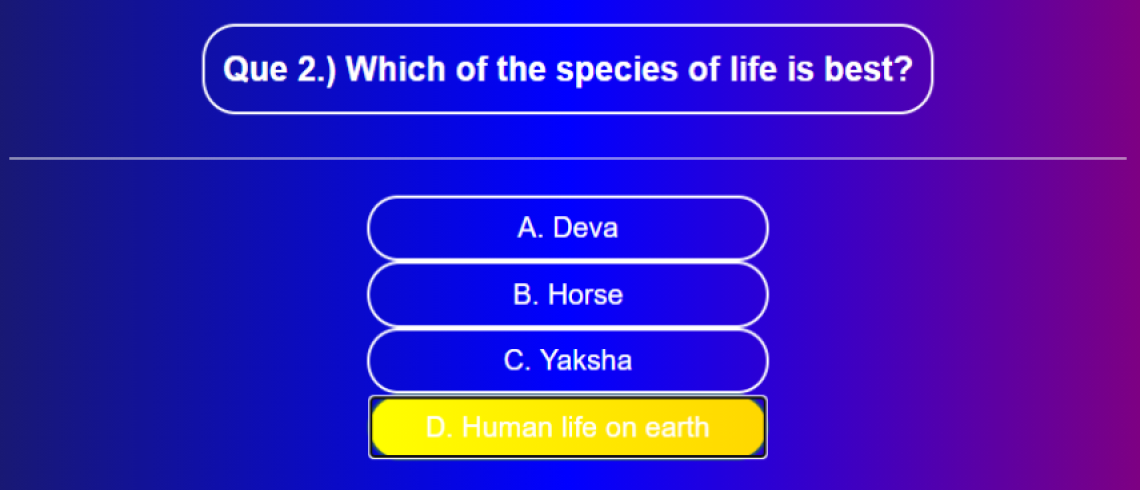 Que 2.) Which of the species of life is best?
A. Deva
B. Horse
C. Yaksha
D. Human life on earth